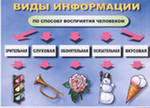 ВИДЫ ИНФОРМАЦИИ
ПО СПОСОБУ ВОСПРИЯТИЯ ЧЕЛОВЕКОМ
ЗРИТЕЛЬНАЯ СЛУХОВАЯ ОБОНЯТЕЛЬНАЯ ОСЯЗАТЕЛЬНАЯ ВКУСОВАЯ